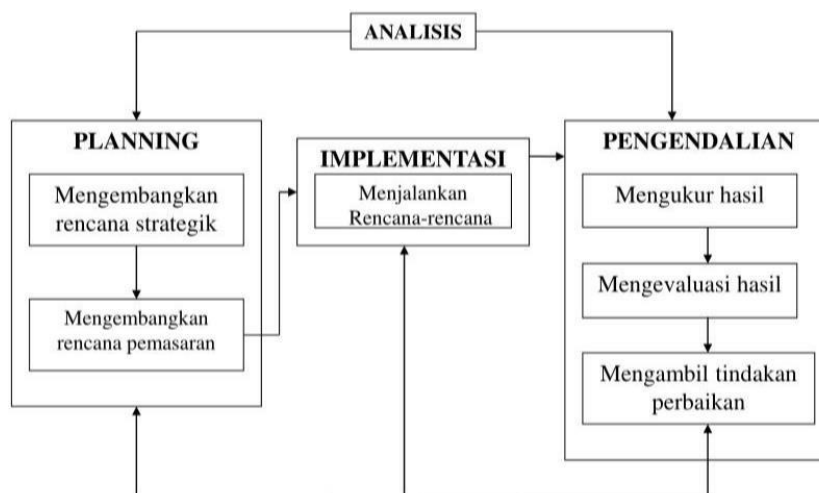 ANALISIS
PLANNING
Mengembangkan
rencana strategik
Mengembangkan
rencana pemasaran
IMPLEMENTASI
Menjalankan
Rencana-rencana
PENGENDALIAN
Mengukur hasil
Mengevaluasi hasil
Mengambil tindakan
perbaikan